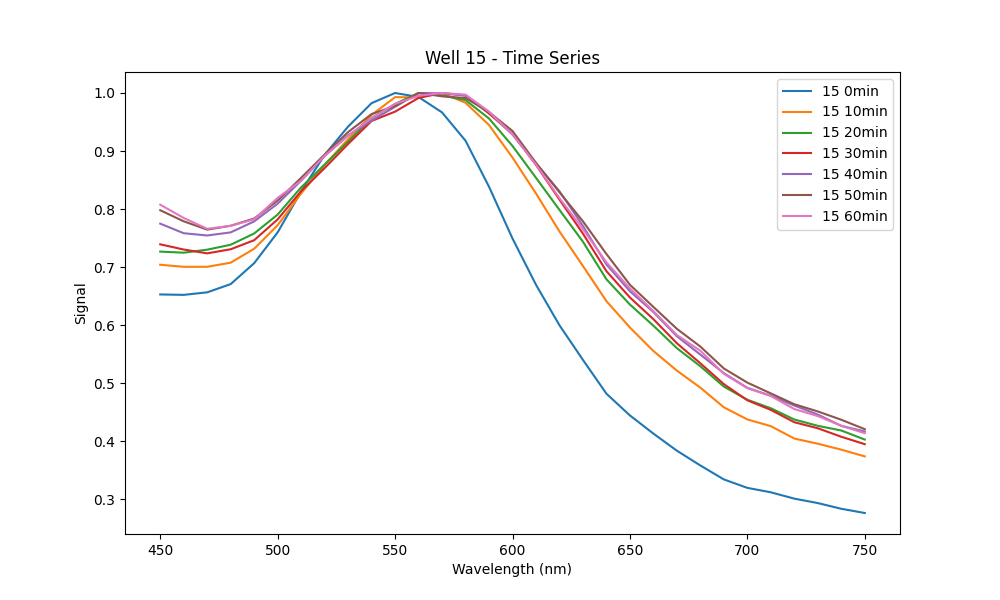 Well 15 - Time Series
1.0
0.9
0.8
0.7
0.6
0.5
0.4
0.3
Signal
450
500
550
600
650
700
750
Wavelength (nm)
15 0min
15 10min
15 20min
15 30min
15 40min
15 50min
15 60min